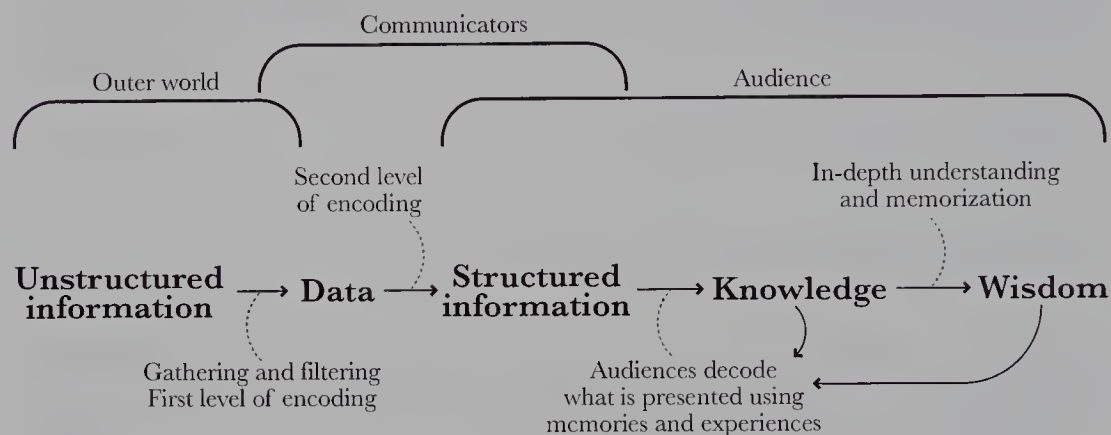 Communicators
Outer world
Audience
Second level
of encoding
In-depth understanding
and memorization
Unstructured
information
Data
Structured
information
Knowledge
Wisdom
Gathering and filtering
First level of encoding
Audiences decode
what is presented using
memories and experiences